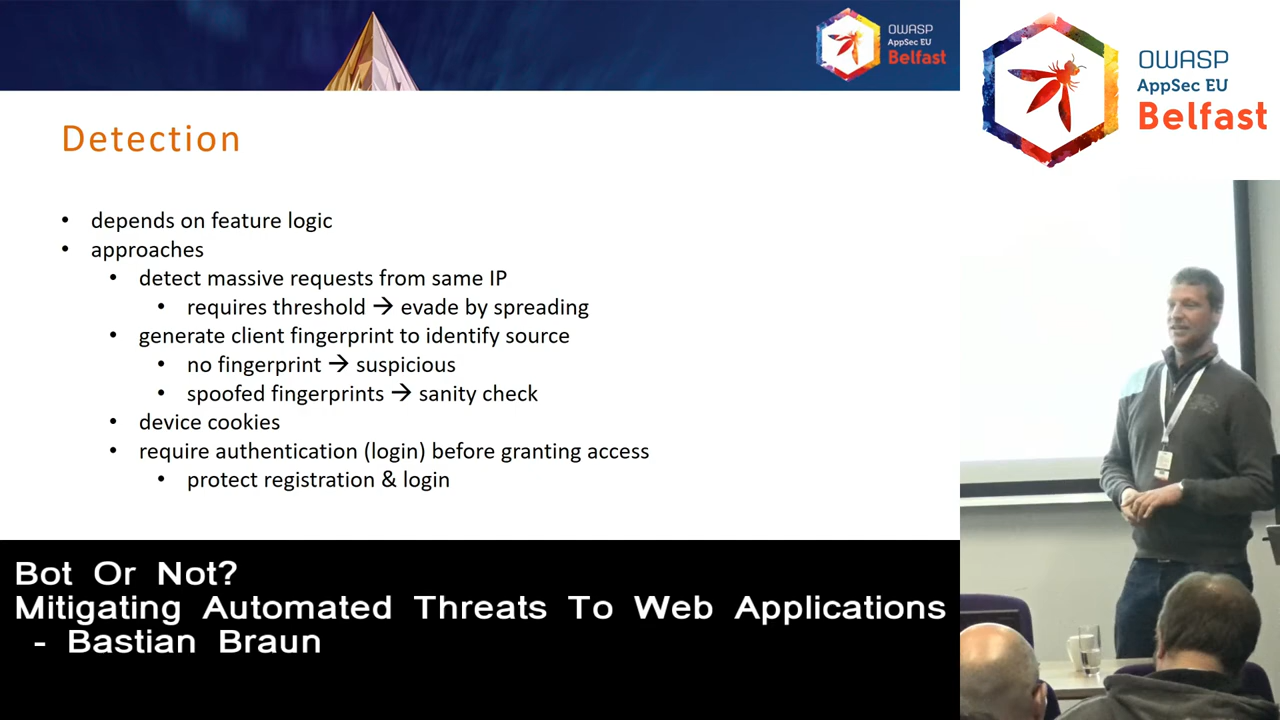 OWASP
AppSec EU
Belfast
OWASP
AppSec EU
Belfast
Detection
• depends on feature logic
• approaches
• detect massive requests from same IP
• requires threshold → evade by spreading
• generate client fingerprint to identify source
• no fingerprint → suspicious
• spoofed fingerprints → sanity check
• device cookies
• require authentication (login) before granting access
• protect registration & login
Bot Or Not?
Mitigating Automated Threats To Web Applications
- Bastian Braun